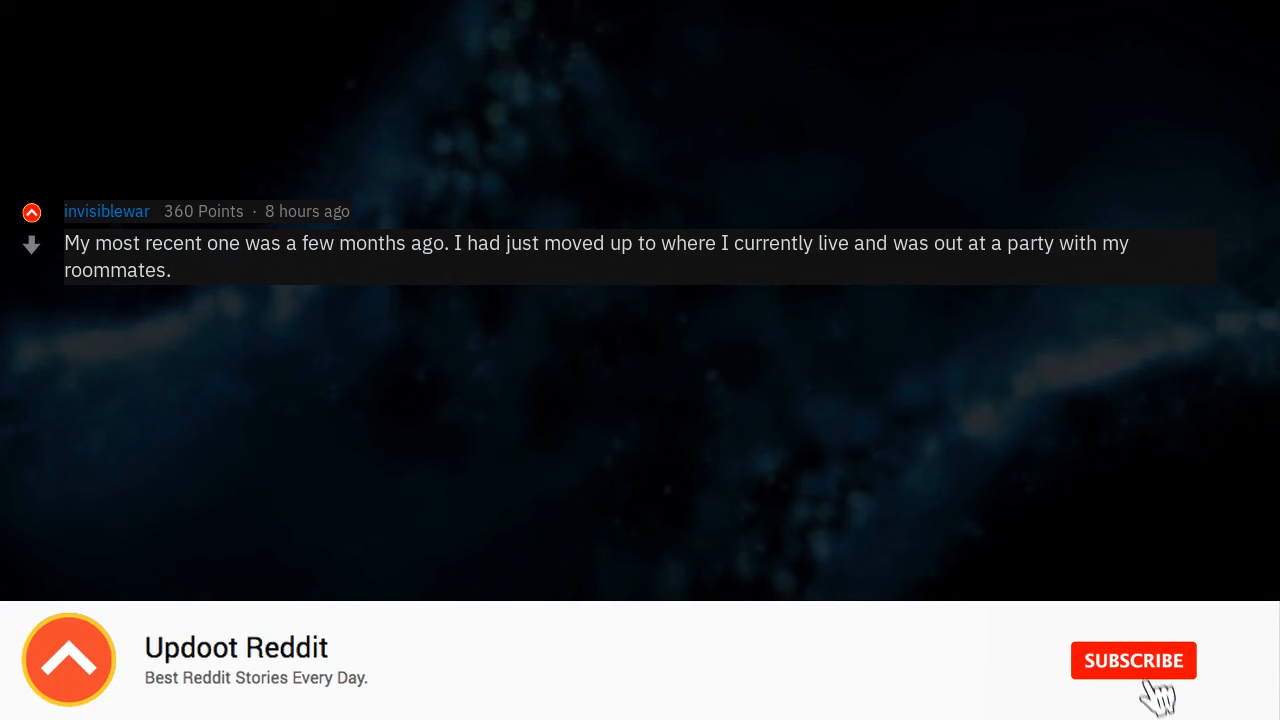 invisiblewar 360 Points · 8 hours ago
My most recent one was a few months ago. I had just moved up to where I currently live and was out at a party with my
roommates.
Updoot Reddit
Best Reddit Stories Every Day.
SUBSCRIBE